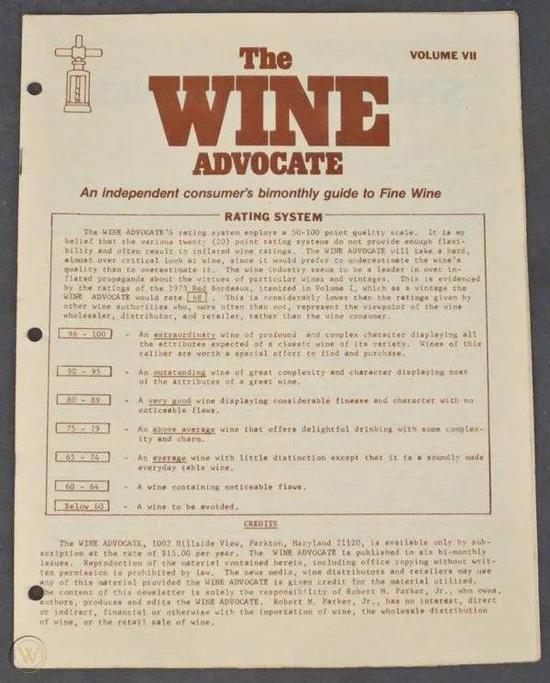 The
VOLUME VII
WINE
ADVOCATE
An independent consumer's bimonthly guide to Fine Wine
RATING SYSTEM
The WINE ADVOCATE'S rating system employs a 50-100 point quality scale. It is my
belief that the various twenty (20) point rating systems do not provide enough flexi-
bility and often result in inflated wine ratings. The WINE ADVOCATE will take a hard,
almost over critical look at wine, since it would prefer to underestimate the wine's
quality than to overestimate it. The wine industry seems to be a leader in over in-
flated propaganda about the virtues of particular wines and vintages. This is evidenced
by the ratings of the 1973 Red Bordeaux, itemized in Volume I, which as a vintage the
WINE ADVOCATE would rate 68 . This is considerably lower than the ratings given by
other wine authorities who, more often than not, represent the viewpoint of the wine
wholesaler, distributor, and retailer, rather than the wine consumer.
96 - 100 - An extraordinary wine of profound and complex character displaying all
the attributes expected of a classic wine of its variety. Wines of this
caliber are worth a special effort to find and purchase.
90 - 95 - An outstanding wine of great complexity and character displaying most
of the attributes of a great wine.
80 - 89 - A very good wine displaying considerable finesse and character with no
noticeable flaws.
75 - 79 - An above average wine that offers delightful drinking with some complex-
ity and charm.
65 - 74 - An average wine with little distinction except that it is a soundly made
everyday table wine.
60 - 64 - A wine containing noticeable flaws.
Below 60 - A wine to be avoided.
CREDITS
The WINE ADVOCATE, 1002 Hillside View, Parkton, Maryland 21120, is available only by sub-
scription at the rate of $15.00 per year. The WINE ADVOCATE is published in six bi-monthly
issues. Reproduction of the material contained herein, including office copying without writ-
ten permission is prohibited by law. The news media, wine distributors and retailers may use
any of this material provided the WINE ADVOCATE is given credit for the material utilized.
The content of this newsletter is solely the responsibility of Robert M. Parker, Jr., who owns,
authors, produces and edits the WINE ADVOCATE. Robert M. Parker, Jr., has no interest, direct
or indirect, financial or otherwise with the importation of wine, the wholesale distribution
of wine, or the retail sale of wine.
W